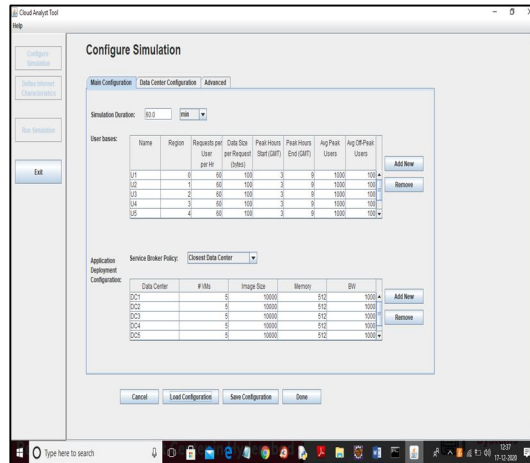 Cloud Analyst Tool
Help
Configure Simulation
Define Internet Characteristics
Run Simulation
Exit
Configure Simulation
Main Configuration Data Center Configuration Advanced
Simulation Duration: 60.0 min
User bases:
Name Region Requests per User per Hr Data Size per Request (bytes) Peak Hours Start (GMT) Peak Hours End (GMT) Avg Peak Users Avg Off-Peak Users
U1 0 60 100 3 9 1000 100
U2 1 60 100 3 9 1000 100
U3 2 60 100 3 9 1000 100
U4 3 60 100 3 9 1000 100
U5 4 60 100 3 9 1000 100
Add New
Remove
Application Deployment Configuration:
Service Broker Policy: Closest Data Center
Data Center # VMs Image Size Memory BW
DC1 5 10000 512 1000
DC2 5 10000 512 1000
DC3 5 10000 512 1000
DC4 5 10000 512 1000
DC5 5 10000 512 1000
Add New
Remove
Cancel Load Configuration Save Configuration Done
Type here to search
12:37
17-12-2020